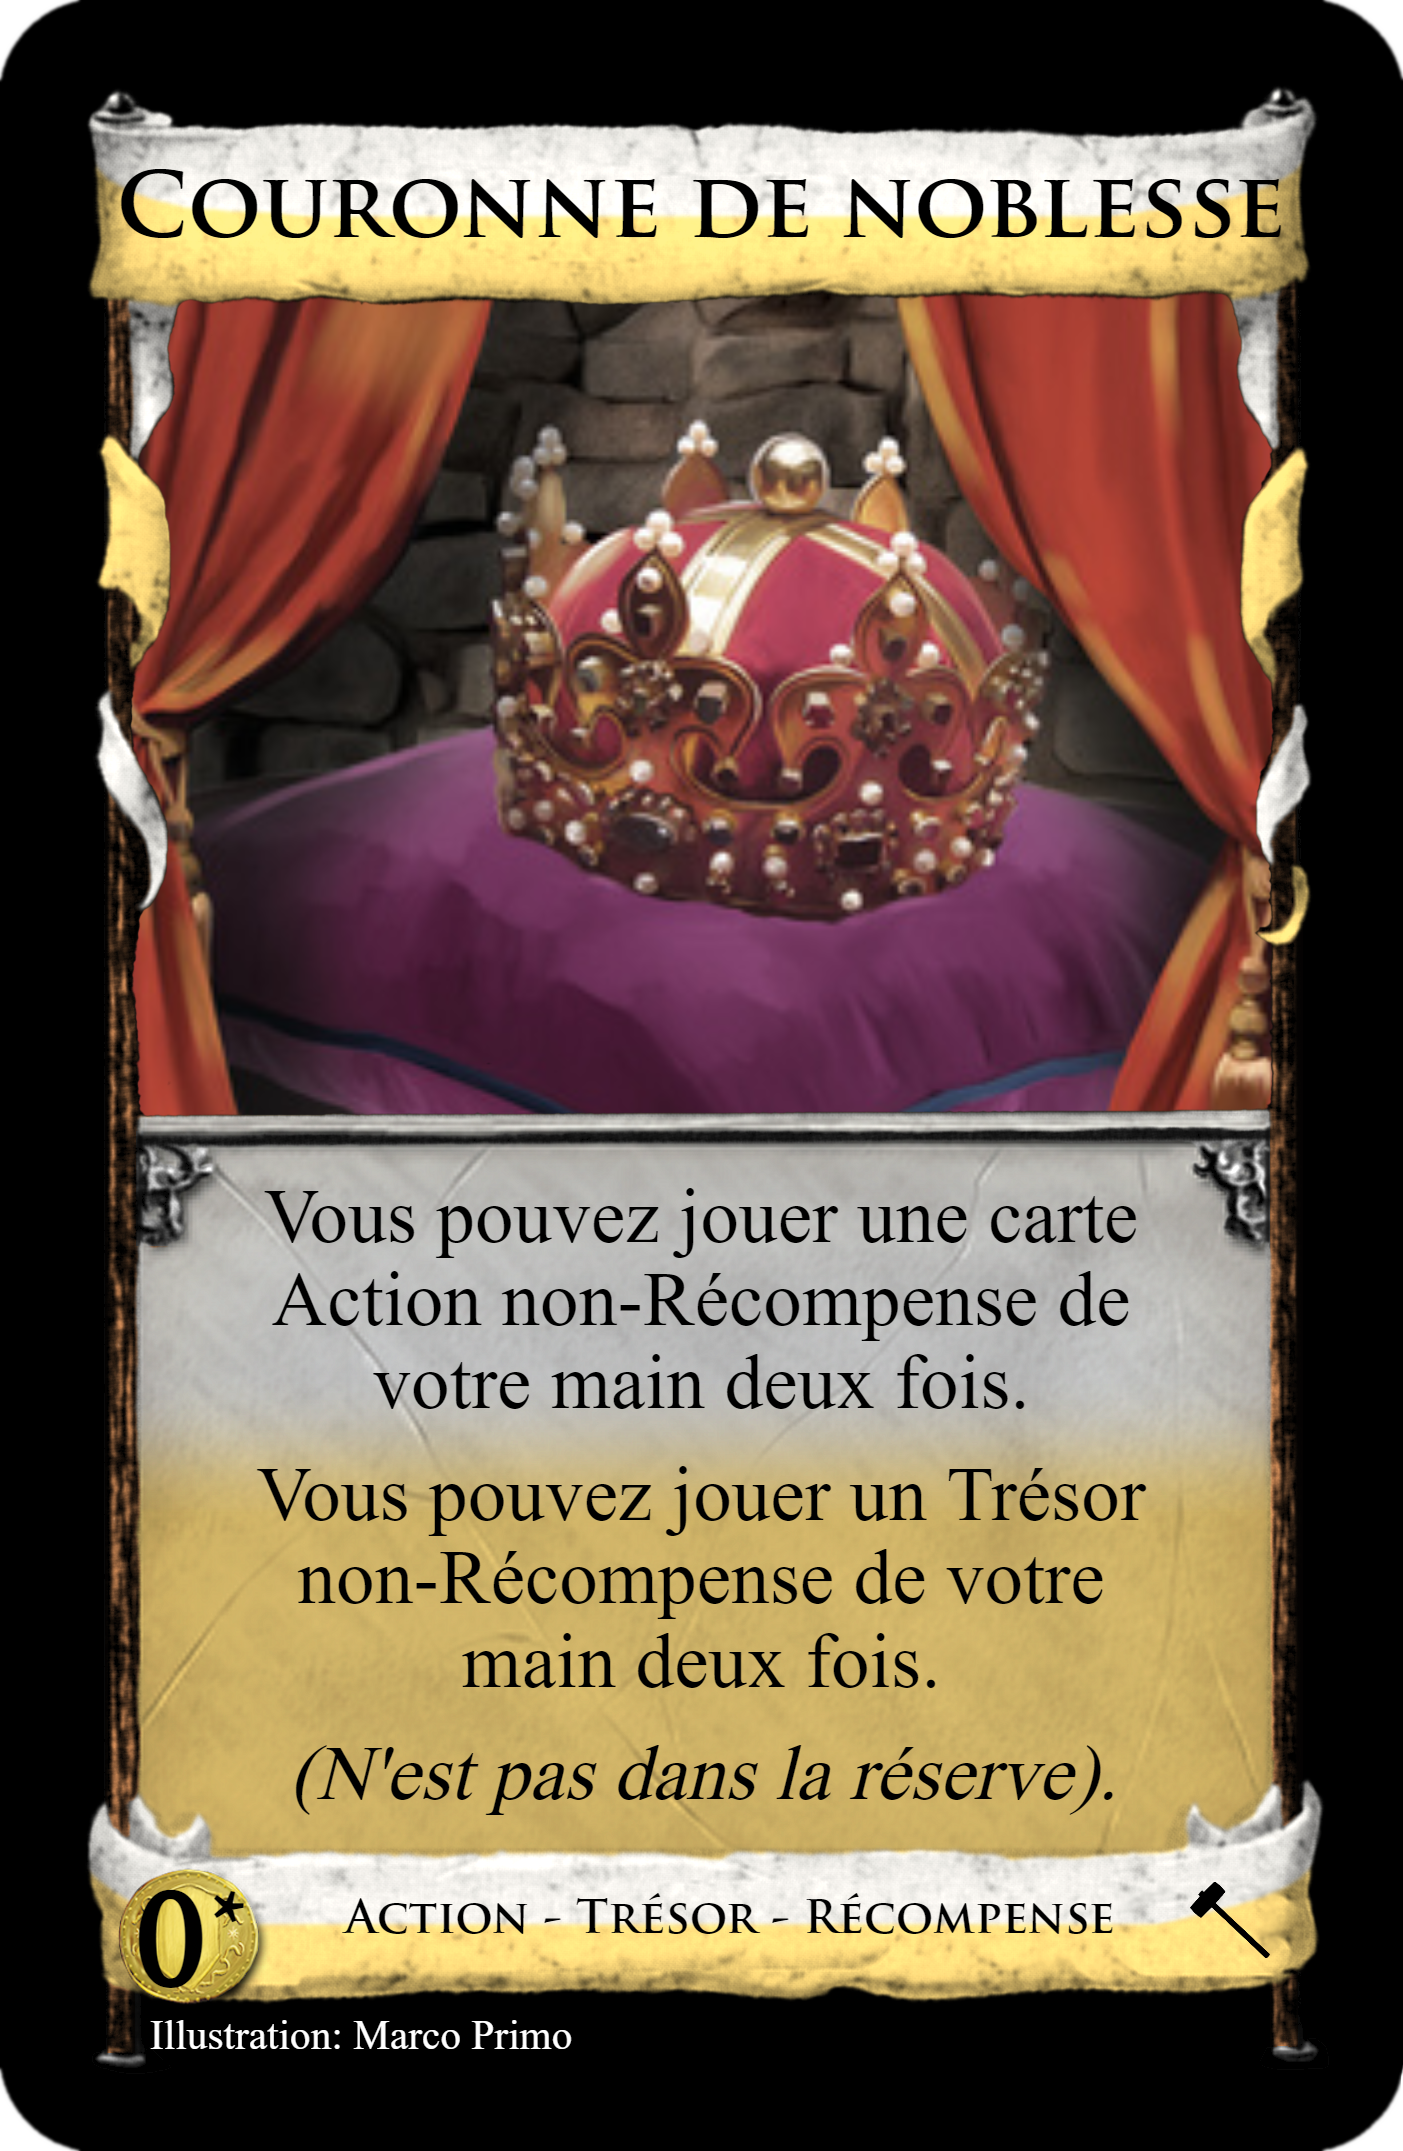 COURONNE DE NOBLESSE
Vous pouvez jouer une carte
Action non-Récompense de
votre main deux fois.
Vous pouvez jouer un Trésor
non-Récompense de votre
main deux fois.
(N'est pas dans la réserve).
0*
ACTION - TRÉSOR - RÉCOMPENSE
Illustration: Marco Primo